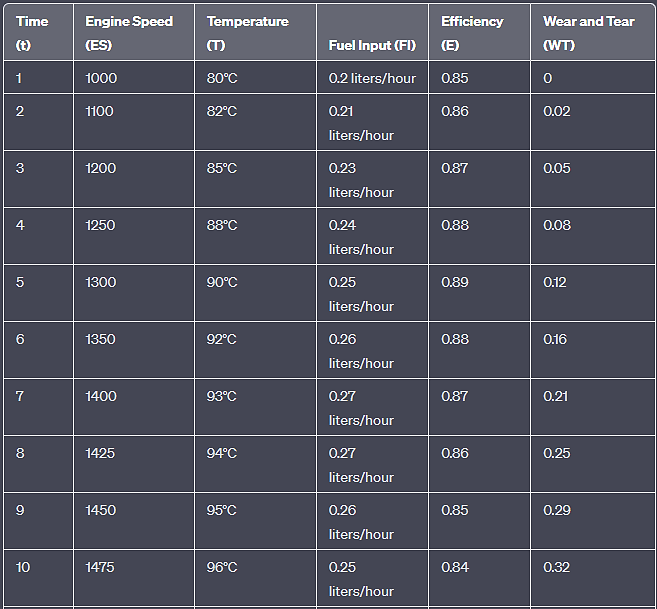 Time (t) Engine Speed (ES) Temperature (T) Fuel Input (FI) Efficiency (E) Wear and Tear (WT)
1 1000 80°C 0.2 liters/hour 0.85 0
2 1100 82°C 0.21 liters/hour 0.86 0.02
3 1200 85°C 0.23 liters/hour 0.87 0.05
4 1250 88°C 0.24 liters/hour 0.88 0.08
5 1300 90°C 0.25 liters/hour 0.89 0.12
6 1350 92°C 0.26 liters/hour 0.88 0.16
7 1400 93°C 0.27 liters/hour 0.87 0.21
8 1425 94°C 0.27 liters/hour 0.86 0.25
9 1450 95°C 0.26 liters/hour 0.85 0.29
10 1475 96°C 0.25 liters/hour 0.84 0.32